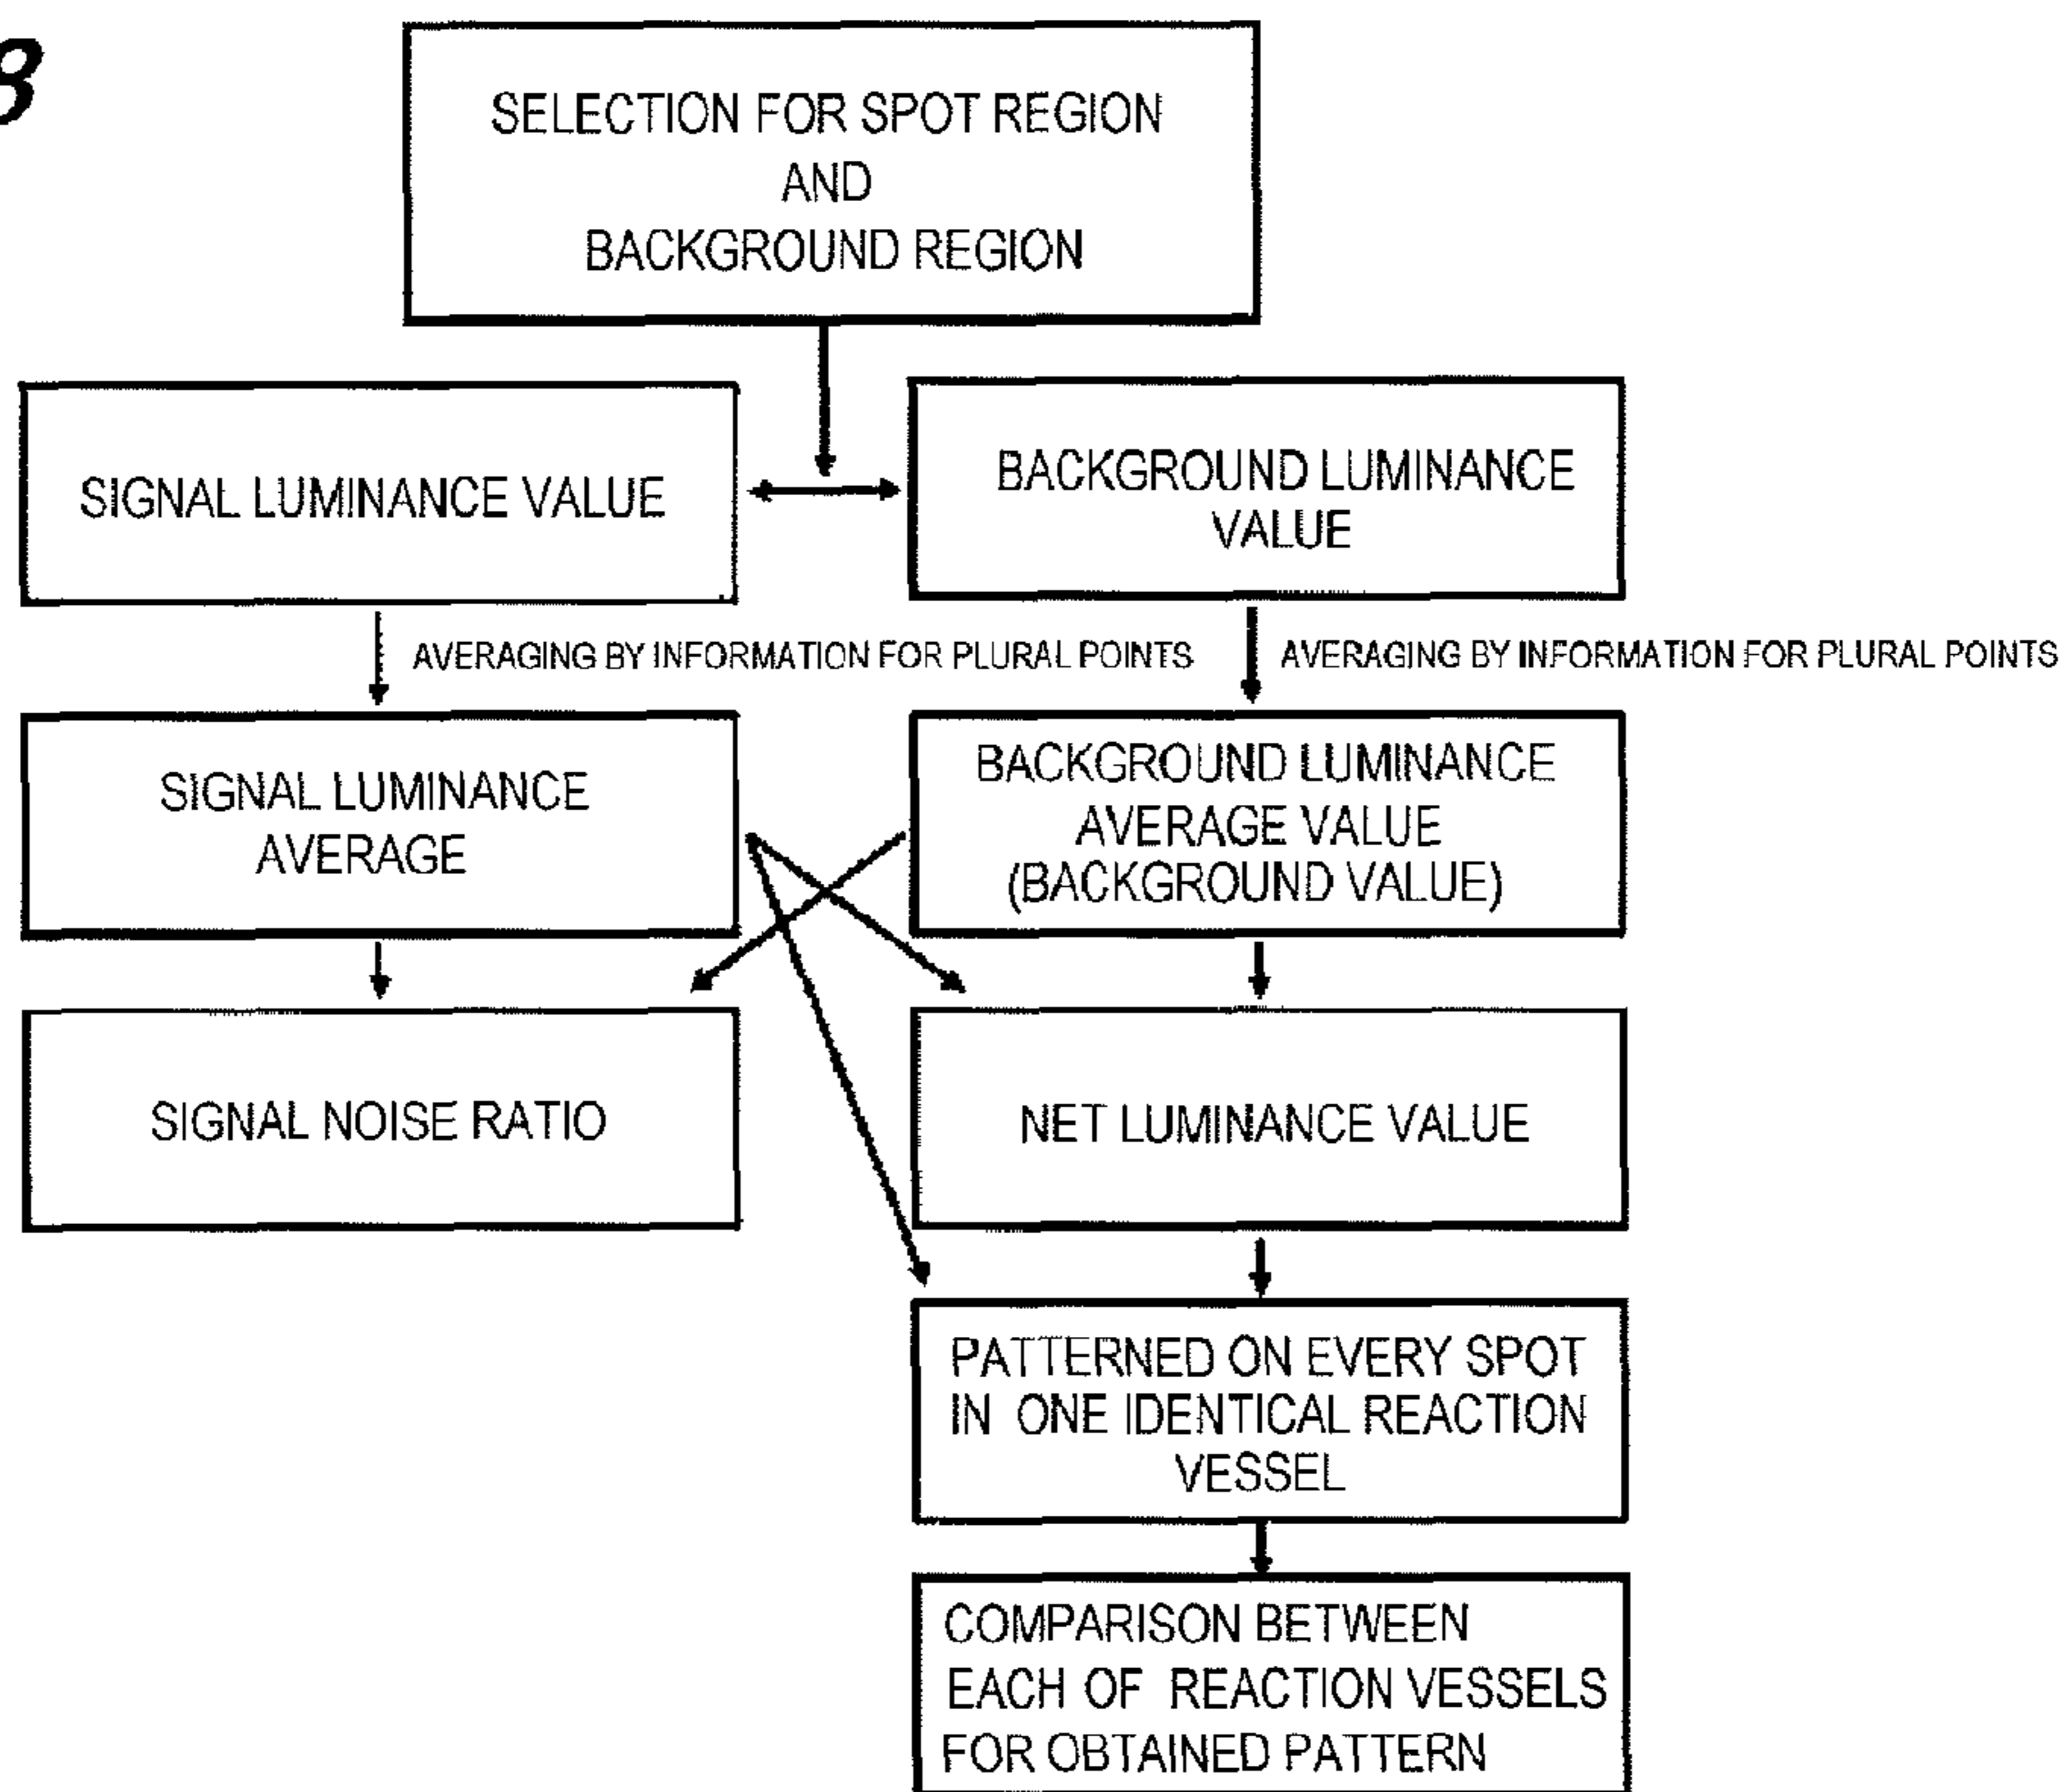 SELECTION FOR SPOT REGION
AND
BACKGROUND REGION
SIGNAL LUMINANCE VALUE
BACKGROUND LUMINANCE
VALUE
AVERAGING BY INFORMATION FOR PLURAL POINTS
AVERAGING BY INFORMATION FOR PLURAL POINTS
SIGNAL LUMINANCE
AVERAGE
BACKGROUND LUMINANCE
AVERAGE VALUE
(BACKGROUND VALUE)
SIGNAL NOISE RATIO
NET LUMINANCE VALUE
PATTERNED ON EVERY SPOT
IN ONE IDENTICAL REACTION
VESSEL
COMPARISON BETWEEN
EACH OF REACTION VESSELS
FOR OBTAINED PATTERN